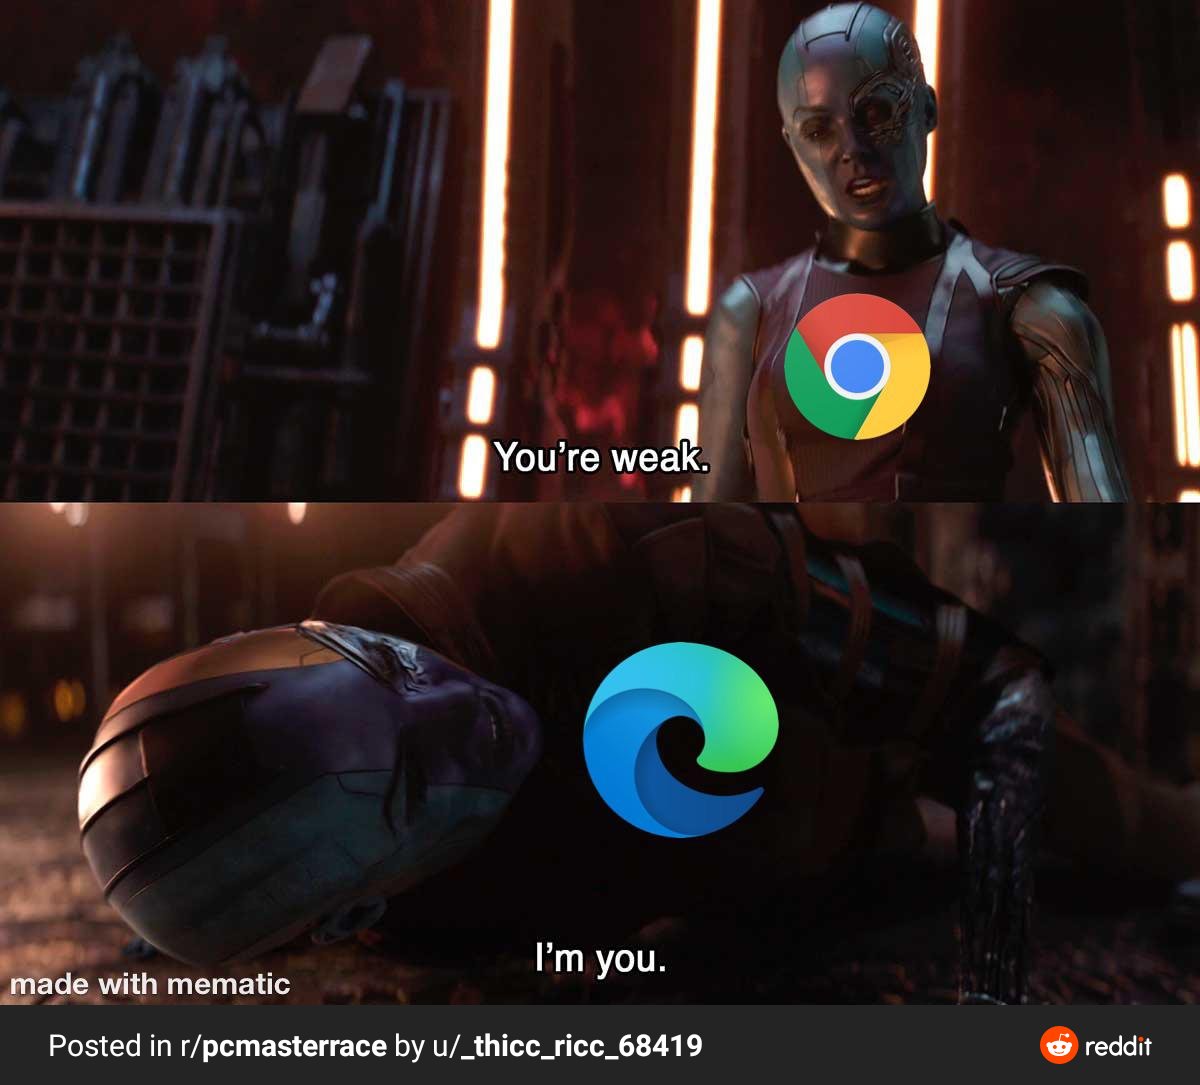 You're weak.
I'm you.
made with mematic
Posted in r/pcmasterrace by u/_thicc_ricc_68419
reddit